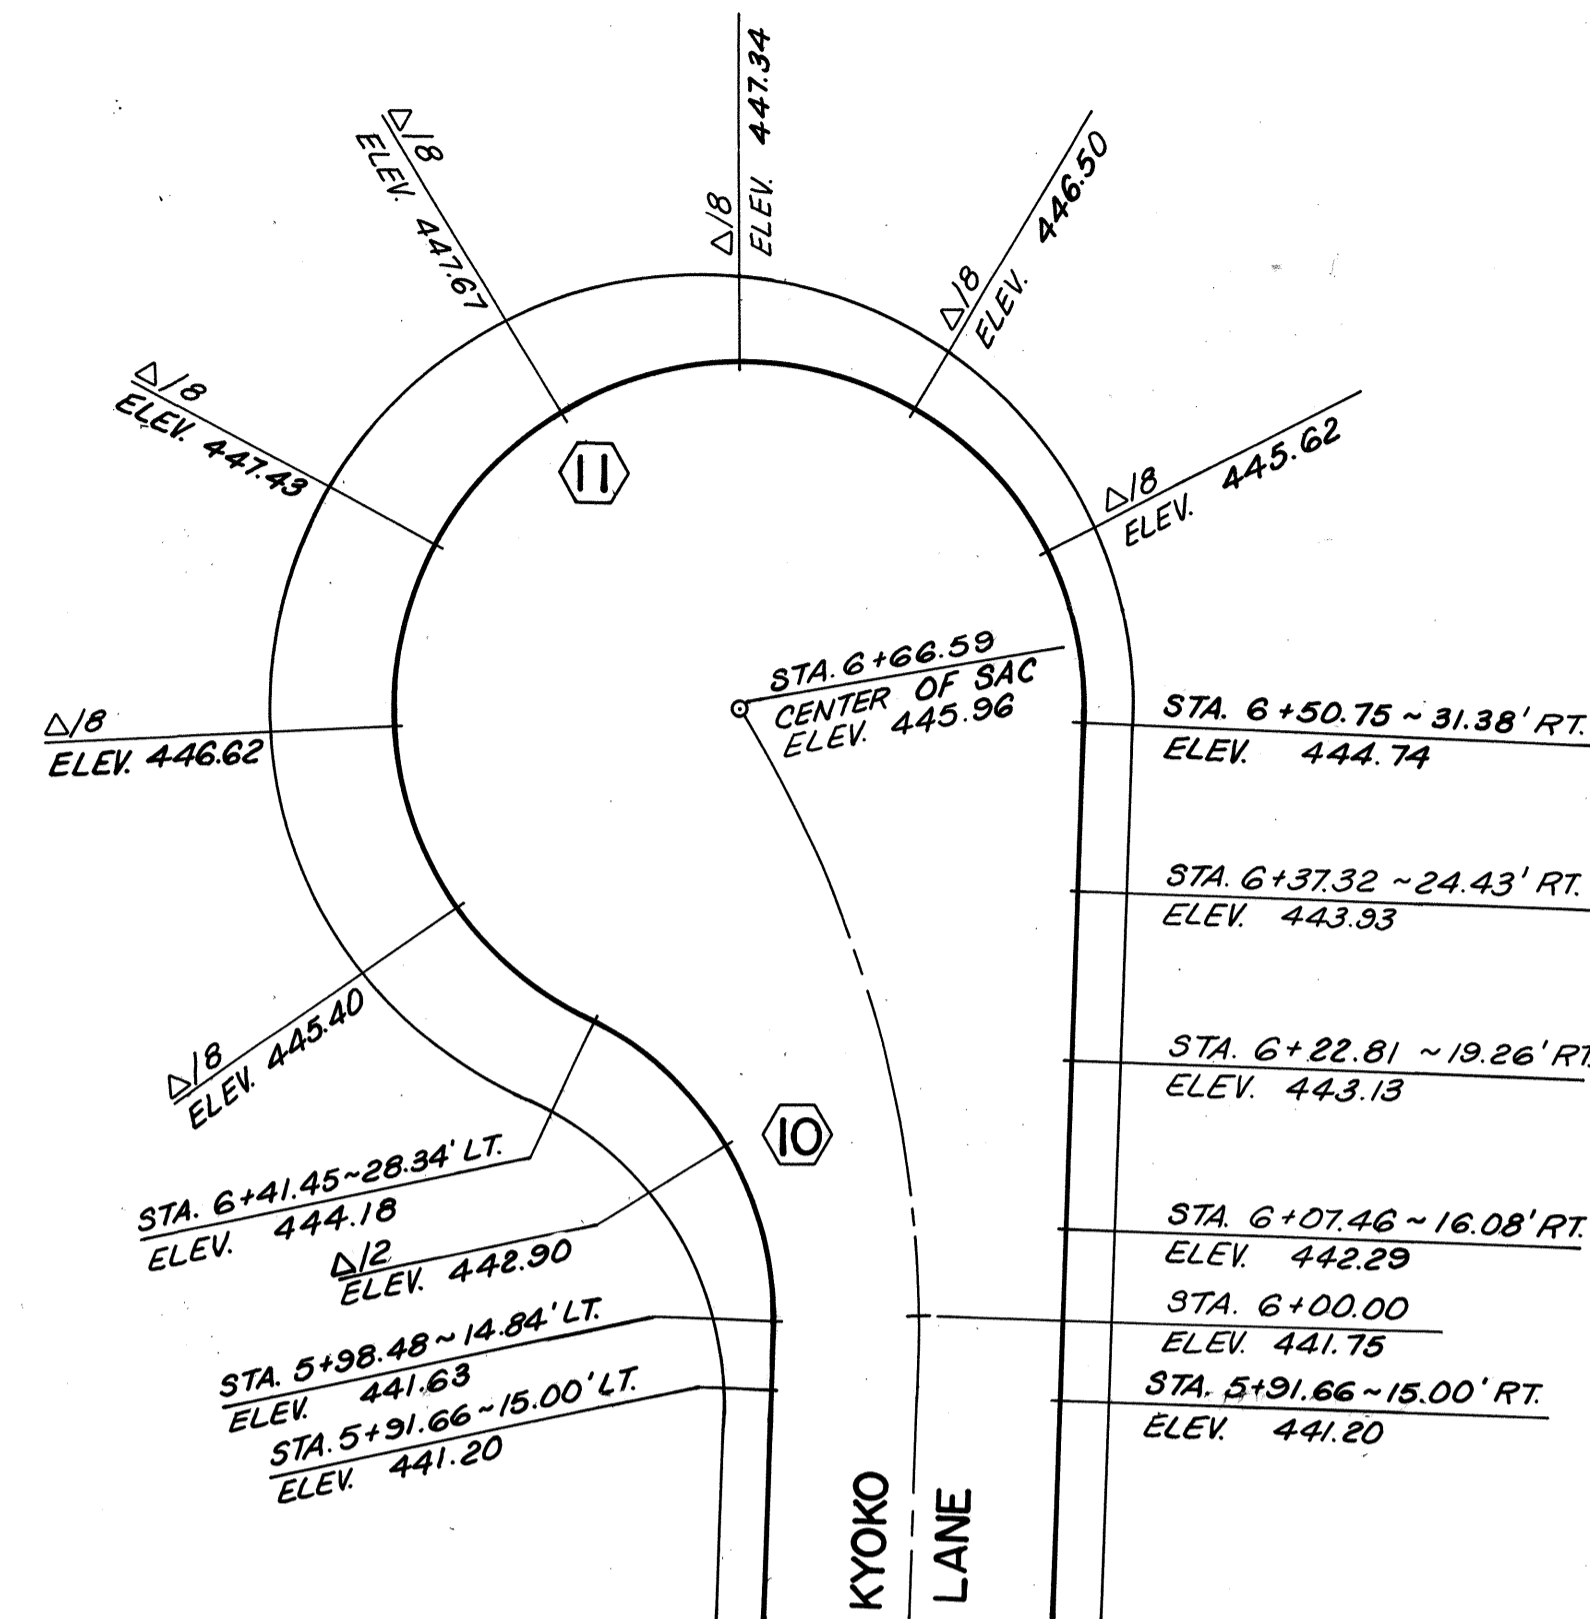 Δ/8
ELEV. 447.34
Δ/8
ELEV. 447.67
Δ/8
ELEV. 446.50
Δ/8
ELEV. 447.43
Δ/8
ELEV. 445.62
11
STA. 6+66.59
CENTER OF SAC
ELEV. 445.96
Δ/8
ELEV. 446.62
STA. 6+50.75 ~ 31.38' RT.
ELEV. 444.74
STA. 6+37.32 ~ 24.43' RT.
ELEV. 443.93
Δ/8
ELEV. 445.40
STA. 6+22.81 ~ 19.26' RT.
ELEV. 443.13
10
STA. 6+41.45~28.34' LT.
ELEV. 444.18
Δ/2
ELEV. 442.90
STA. 6+07.46 ~ 16.08' RT.
ELEV. 442.29
STA. 6+00.00
ELEV. 441.75
STA. 5+98.48~14.84' LT.
ELEV. 441.63
STA. 5+91.66~15.00' LT.
ELEV. 441.20
STA. 5+91.66~15.00' RT.
ELEV. 441.20
KYOKO
LANE